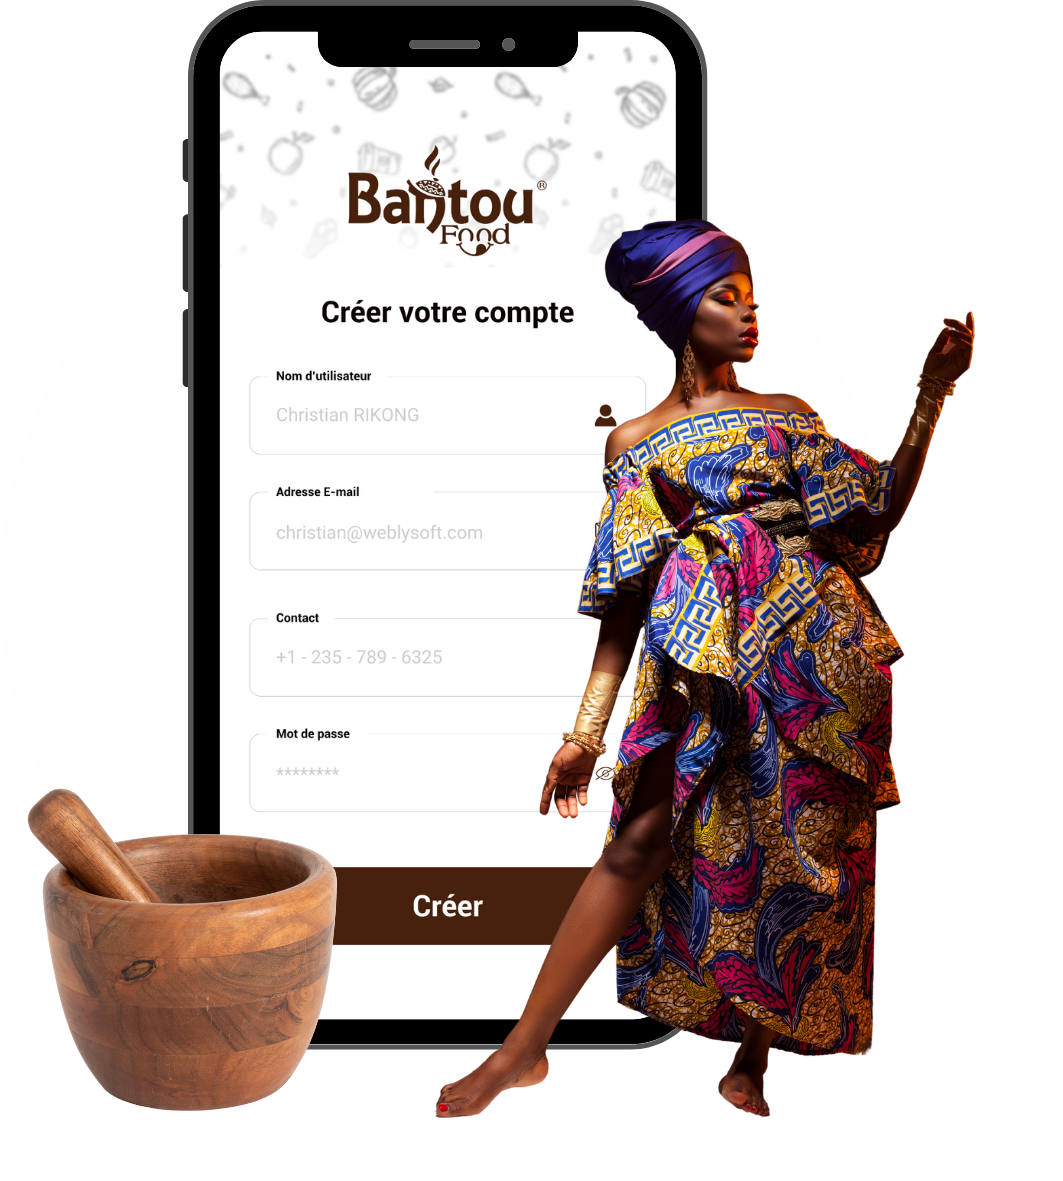 Bantou®
Food
Créer votre compte
Nom d'utilisateur
Christian RIKONG
Adresse E-mail
christian@weblysoft.com
Contact
+1 - 235 - 789 - 6325
Mot de passe
********
Créer